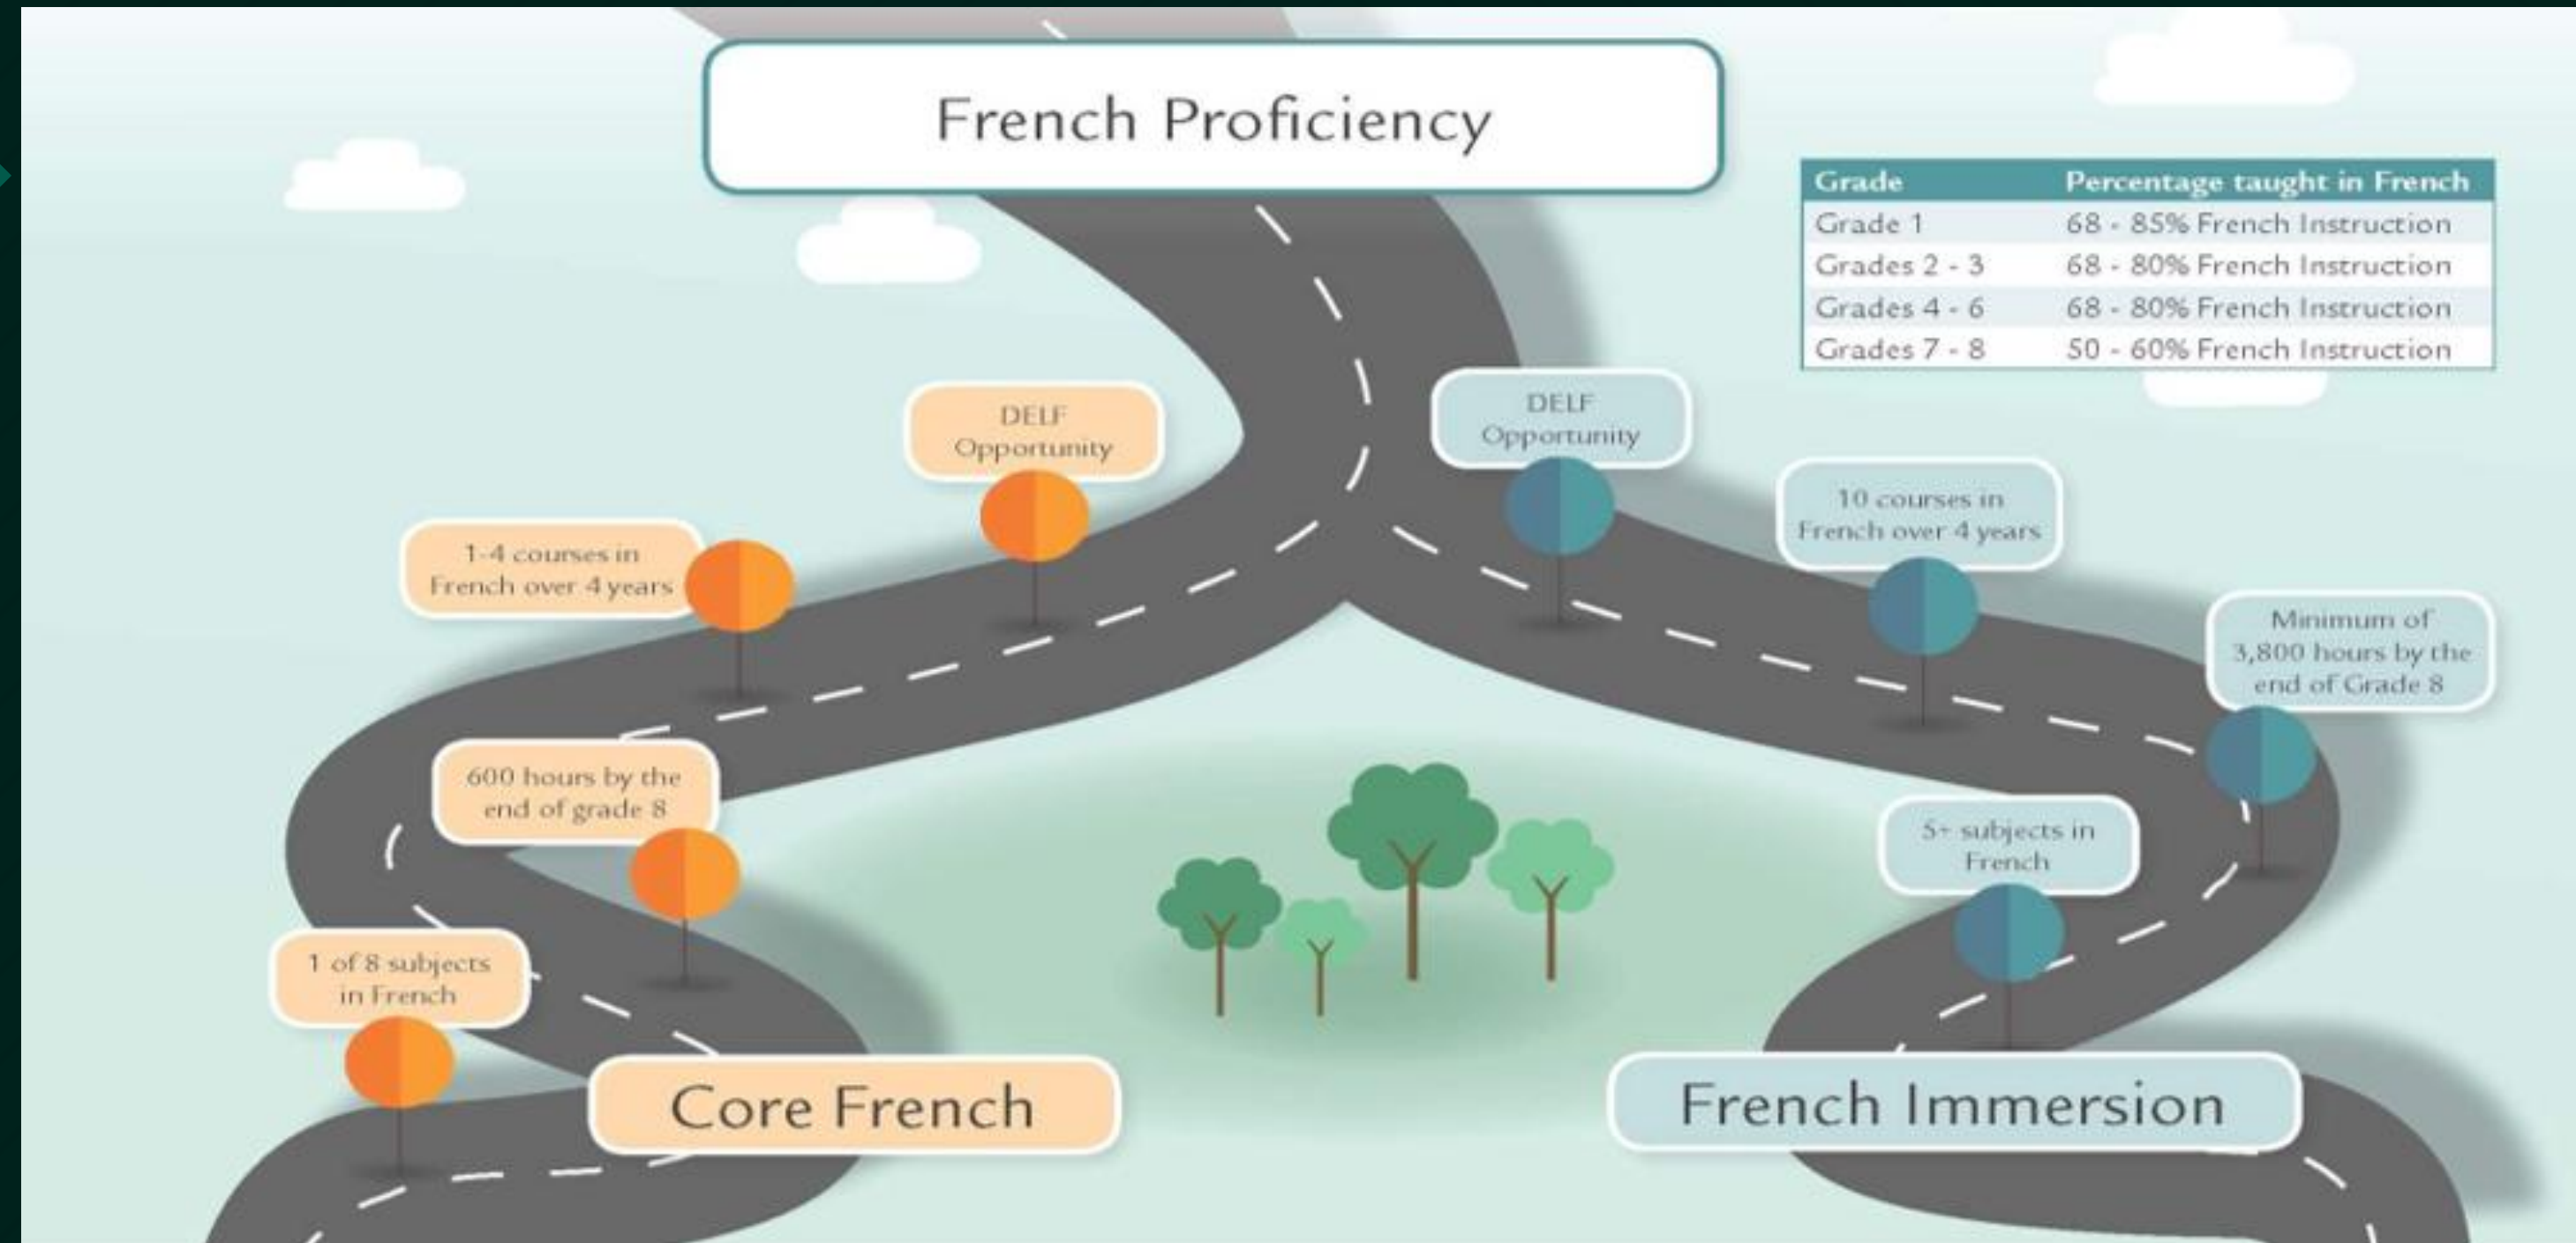 French Proficiency
Grade Percentage taught in French
Grade 1 68 - 85% French Instruction
Grades 2 - 3 68 - 80% French Instruction
Grades 4 - 6 68 - 80% French Instruction
Grades 7 - 8 50 - 60% French Instruction
DELF
Opportunity
1-4 courses in
French over 4 years
600 hours by the
end of grade 8
1 of 8 subjects
in French
Core French
DELF
Opportunity
10 courses in
French over 4 years
Minimum of
3,800 hours by the
end of Grade 8
5+ subjects in
French
French Immersion